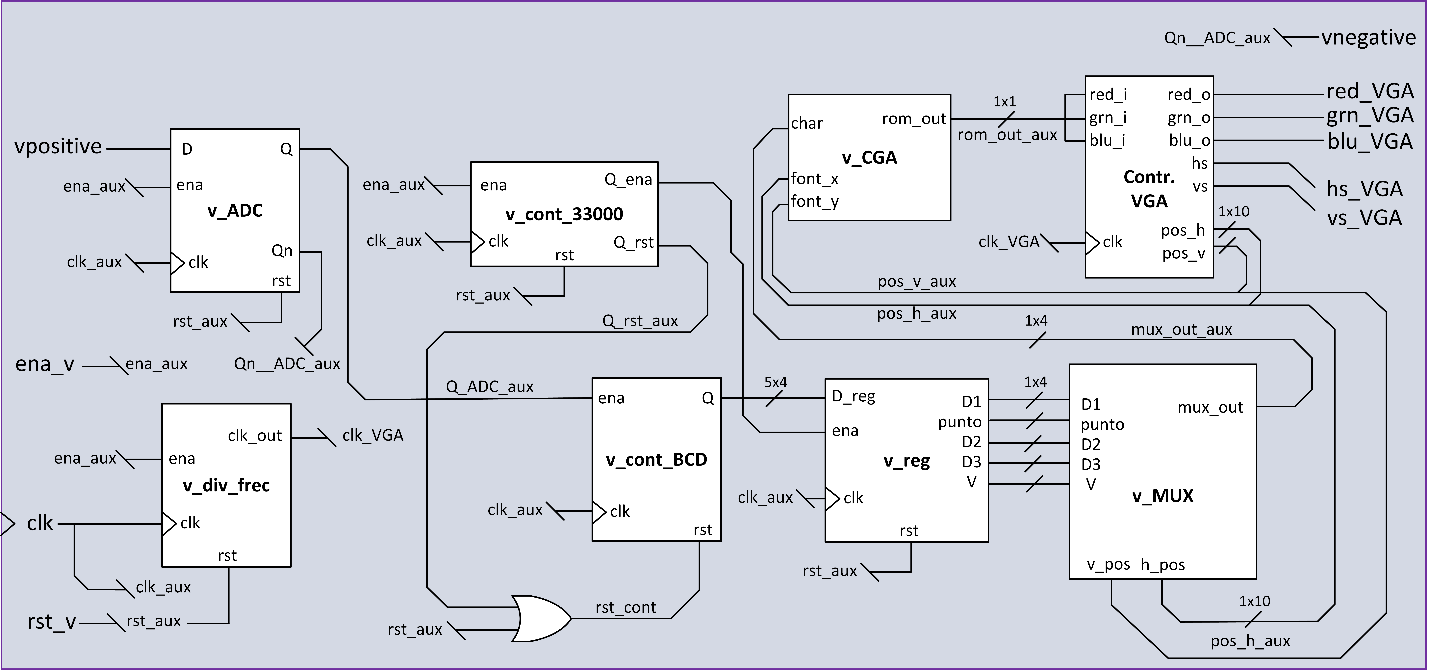 Qn__ADC_aux vnegative
red_VGA
grn_VGA
blu_VGA
hs_VGA
vs_VGA
vpositive
ena_aux
clk_aux
rst_aux
D Q
ena
v_ADC
Qn
clk
rst
Qn__ADC_aux
ena_v ena_aux
ena_aux
clk_aux
rst_aux
ena Q_ena
v_cont_33000
clk Q_rst
rst
Q_rst_aux
char rom_out
v_CGA
font_x
font_y
1x1
rom_out_aux
red_i red_o
grn_i grn_o
blu_i blu_o
hs
Contr.
vs
VGA
pos_h
clk
pos_v
clk_VGA
1x10
pos_v_aux
pos_h_aux
1x4
mux_out_aux
Q_ADC_aux
clk_out
ena
v_div_frec
clk
rst
clk_VGA
ena_aux
clk
clk_aux
rst_v rst_aux
ena Q
v_cont_BCD
clk
rst
clk_aux
rst_aux
rst_cont
5x4
D_reg D1
punto
ena D2
v_reg D3
V
clk
rst
clk_aux
rst_aux
1x4
D1 mux_out
punto
D2
D3
V
v_MUX
v_pos h_pos
1x10
pos_h_aux